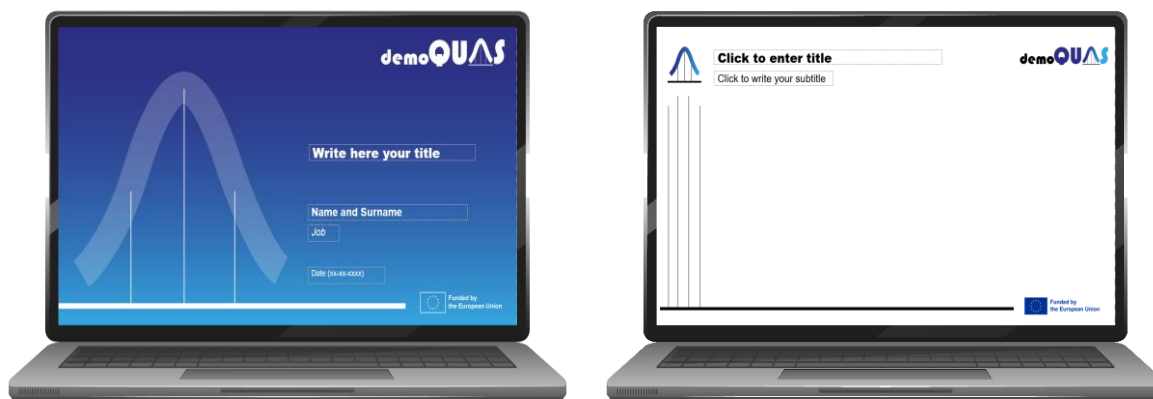 demoQUAS
Write here your title
Name and Surname
Job
Date (xx-xx-xxxx)
Funded by
the European Union
Click to enter title
Click to write your subtitle
demoQUAS
Funded by
the European Union